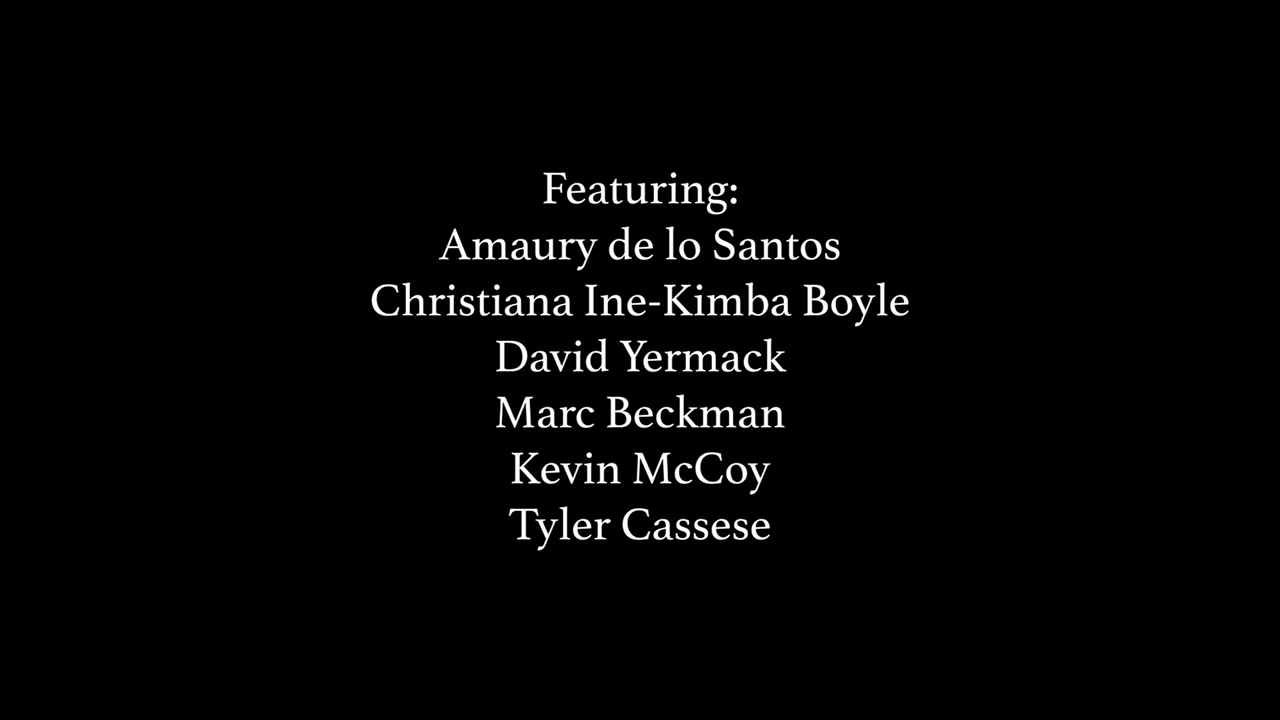 Featuring:
Amaury de lo Santos
Christiana Ine-Kimba Boyle
David Yermack
Marc Beckman
Kevin McCoy
Tyler Cassese